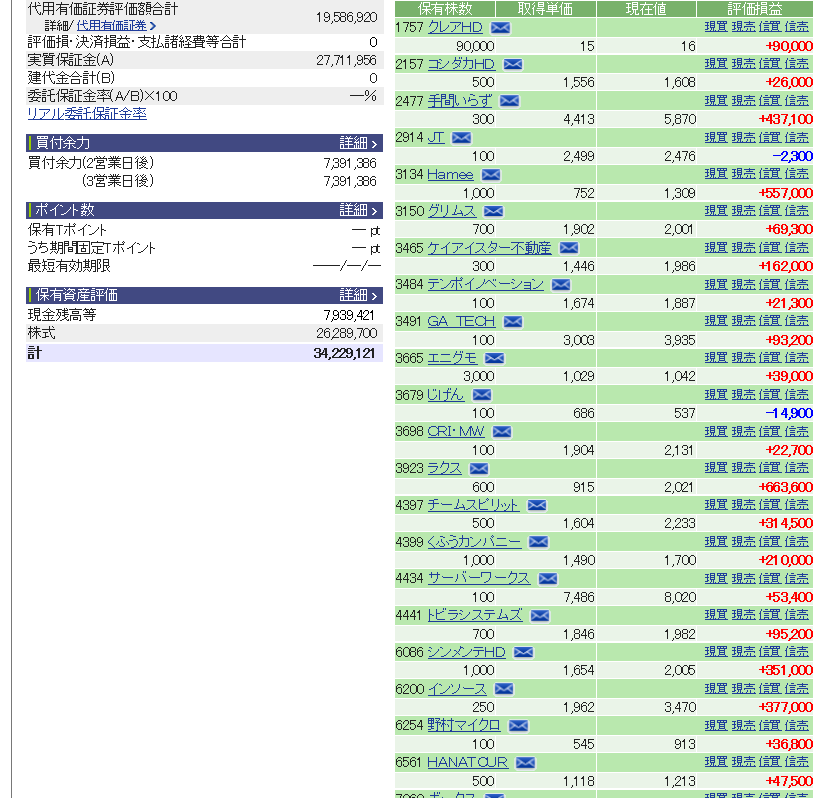 代用有価証券評価額合計
詳細/代用有価証券 19,586,920
評価損・決済損益・支払諸経費等合計 0
実質保証金(A) 27,711,956
建代金合計(B) 0
委託保証金率(A/B)×100 ―%
リアル委託保証金率
買付余力 詳細
買付余力(2営業日後) 7,391,386
(3営業日後) 7,391,386
ポイント数 詳細
保有Tポイント ― pt
うち期間固定Tポイント ― pt
最短有効期限 ――/―/―
保有資産評価 詳細
現金残高等 7,939,421
株式 26,289,700
計 34,229,121
保有株数 取得単価 現在値 評価損益
1757 クレアHD 現買 現売 信買 信売
90,000 15 16 +90,000
2157 コシダカHD 現買 現売 信買 信売
500 1,556 1,608 +26,000
2477 手間いらず 現買 現売 信買 信売
300 4,413 5,870 +437,100
2914 JT 現買 現売 信買 信売
100 2,499 2,476 -2,300
3134 Hamee 現買 現売 信買 信売
1,000 752 1,309 +557,000
3150 グリムス 現買 現売 信買 信売
700 1,902 2,001 +69,300
3465 ケイアイスター不動産 現買 現売 信買 信売
300 1,446 1,986 +162,000
3484 テンポイノベーション 現買 現売 信買 信売
100 1,674 1,887 +21,300
3491 GA TECH 現買 現売 信買 信売
100 3,003 3,935 +93,200
3665 エニグモ 現買 現売 信買 信売
3,000 1,029 1,042 +39,000
3679 じげん 現買 現売 信買 信売
100 686 537 -14,900
3698 CRI・MW 現買 現売 信買 信売
100 1,904 2,131 +22,700
3923 ラクス 現買 現売 信買 信売
600 915 2,021 +663,600
4397 チームスピリット 現買 現売 信買 信売
500 1,604 2,233 +314,500
4399 くふうカンパニー 現買 現売 信買 信売
1,000 1,490 1,700 +210,000
4434 サーバーワークス 現買 現売 信買 信売
100 7,486 8,020 +53,400
4441 トビラシステムズ 現買 現売 信買 信売
700 1,846 1,982 +95,200
6086 シンメンテHD 現買 現売 信買 信売
1,000 1,654 2,005 +351,000
6200 インソース 現買 現売 信買 信売
250 1,962 3,470 +377,000
6254 野村マイクロ 現買 現売 信買 信売
100 545 913 +36,800
6561 HANATOUR 現買 現売 信買 信売
500 1,118 1,213 +47,500